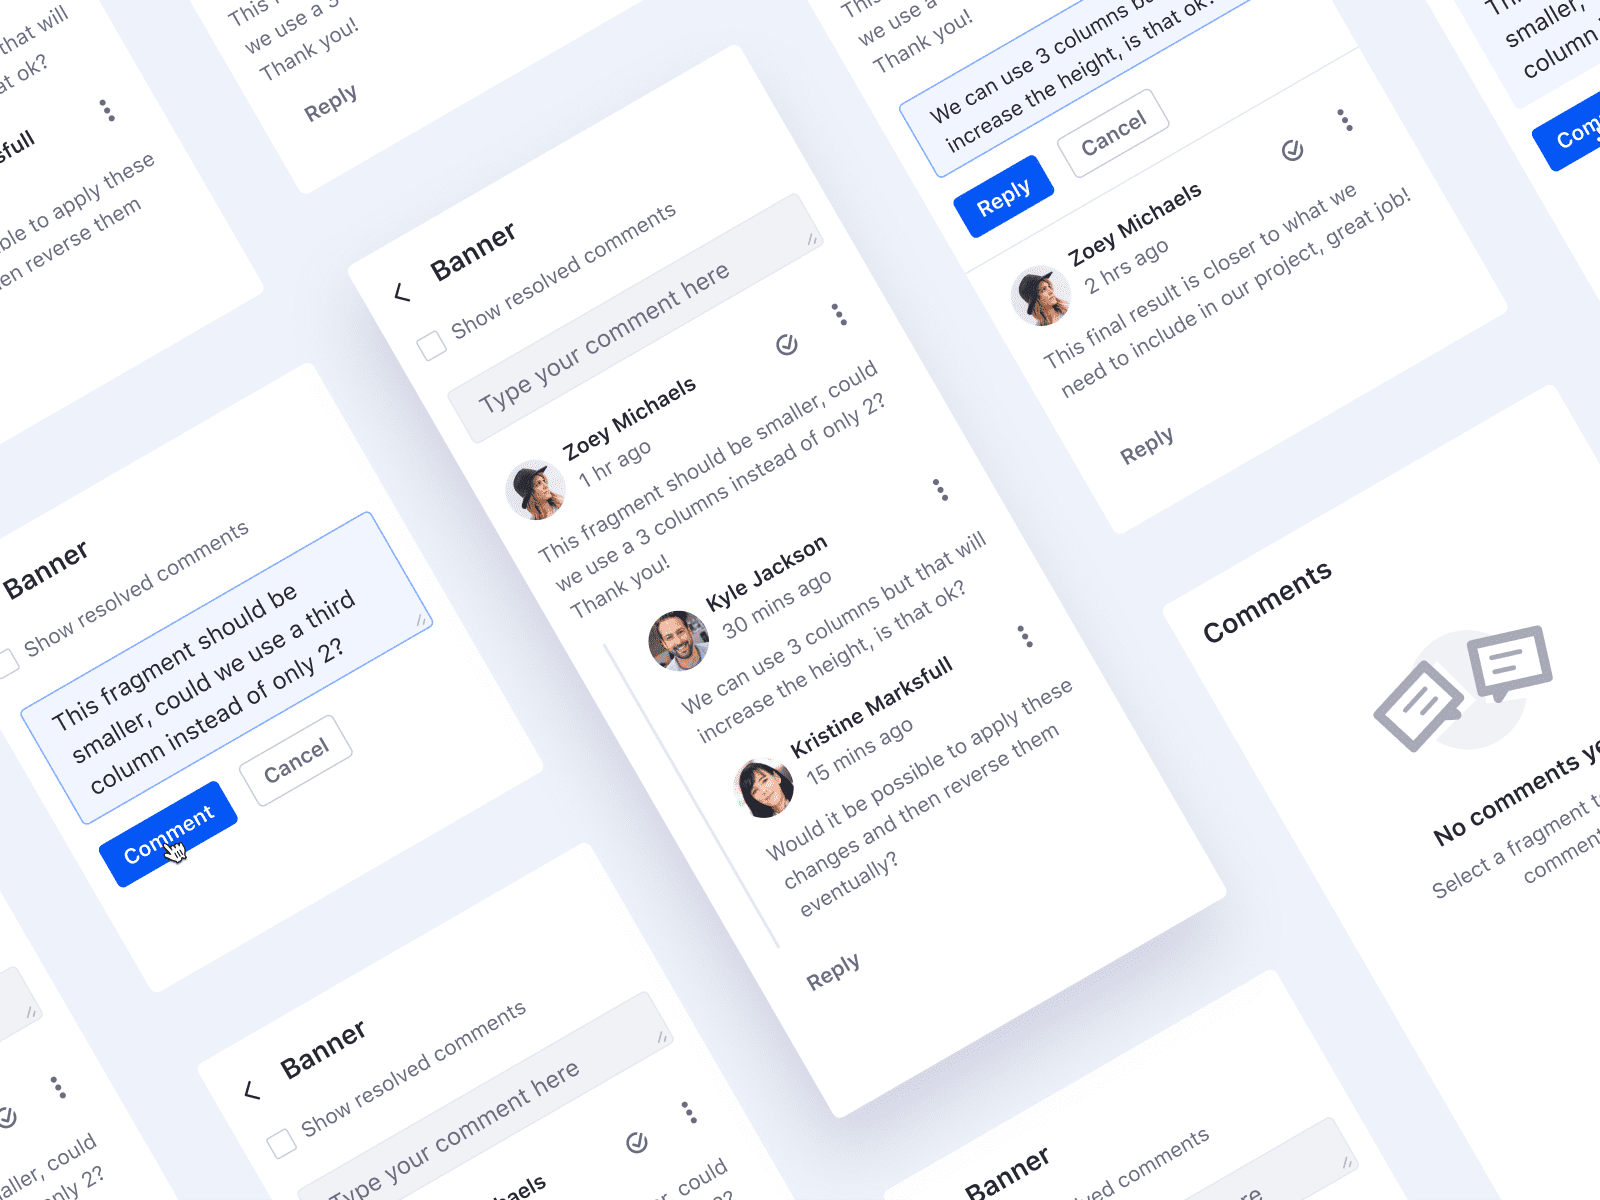 that will
at ok?
sfull
ble to apply these
en reverse them
This f
we use a 3
Thank you!
Reply
Banner
Show resolved comments
This fragment should be
smaller, could we use a third
column instead of only 2?
Comment
Cancel
Banner
Show resolved comments
Type your comment here
Zoey Michaels
1 hr ago
This fragment should be smaller, could
we use a 3 columns instead of only 2?
Thank you!
Kyle Jackson
30 mins ago
We can use 3 columns but that will
increase the height, is that ok?
Kristine Marksfull
15 mins ago
Would it be possible to apply these
changes and then reverse them
eventually?
Reply
This
we use a
Thank you!
We can use 3 columns bu
increase the height, is that ok?
Reply
Cancel
Zoey Michaels
2 hrs ago
This final result is closer to what we
need to include in our project, great job!
Reply
Thi
smaller,
column
Com
Comments
No comments ye
Select a fragment to
comment
maller, could
nly 2?
Banner
Show resolved comments
Type your comment here
haels
r, could
2?
Banner
lved comments
ere